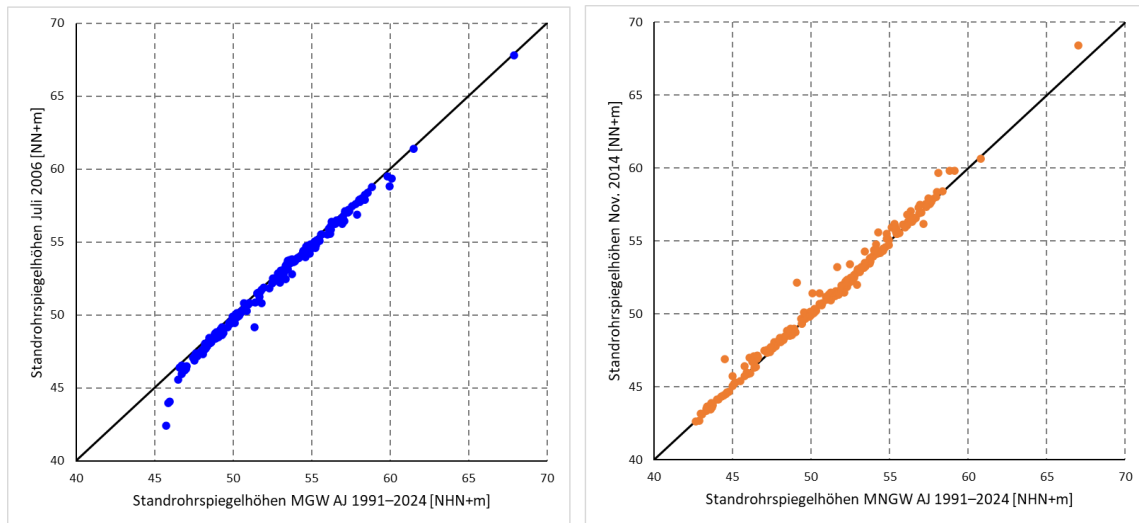 Standrohrspiegelhöhen Juli 2006 [NN+m]
70
65
60
55
50
45
40
40 45 50 55 60 65 70
Standrohrspiegelhöhen MGW AJ 1991–2024 [NHN+m]
Standrohrspiegelhöhen Nov. 2014 [NN+m]
70
65
60
55
50
45
40
40 45 50 55 60 65 70
Standrohrspiegelhöhen MNGW AJ 1991–2024 [NHN+m]